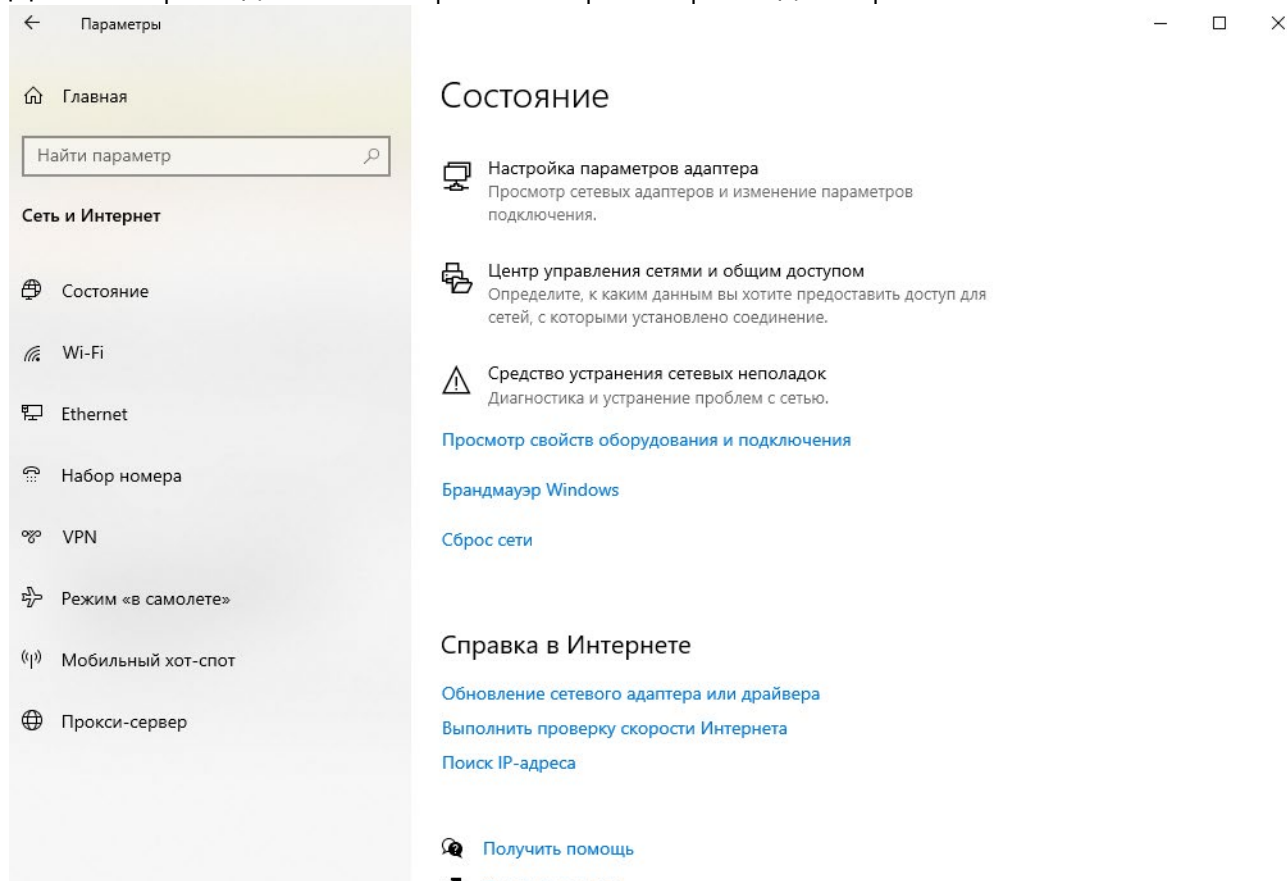 Параметры
Главная
Найти параметр
Сеть и Интернет
Состояние
Wi-Fi
Ethernet
Набор номера
VPN
Режим «в самолете»
Мобильный хот-спот
Прокси-сервер
Состояние
Настройка параметров адаптера
Просмотр сетевых адаптеров и изменение параметров
подключения.
Центр управления сетями и общим доступом
Определите, к каким данным вы хотите предоставить доступ для
сетей, с которыми установлено соединение.
Средство устранения сетевых неполадок
Диагностика и устранение проблем с сетью.
Просмотр свойств оборудования и подключения
Брандмауэр Windows
Сброс сети
Справка в Интернете
Обновление сетевого адаптера или драйвера
Выполнить проверку скорости Интернета
Поиск IP-адреса
Получить помощь